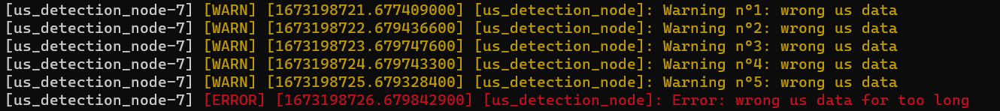 [us_detection_node-7] [WARN] [1673198721.677409000] [us_detection_node]: Warning n°1: wrong us data
[us_detection_node-7] [WARN] [1673198722.679436600] [us_detection_node]: Warning n°2: wrong us data
[us_detection_node-7] [WARN] [1673198723.679747600] [us_detection_node]: Warning n°3: wrong us data
[us_detection_node-7] [WARN] [1673198724.679743300] [us_detection_node]: Warning n°4: wrong us data
[us_detection_node-7] [WARN] [1673198725.679328400] [us_detection_node]: Warning n°5: wrong us data
[us_detection_node-7] [ERROR] [1673198726.679842900] [us_detection_node]: Error: wrong us data for too long